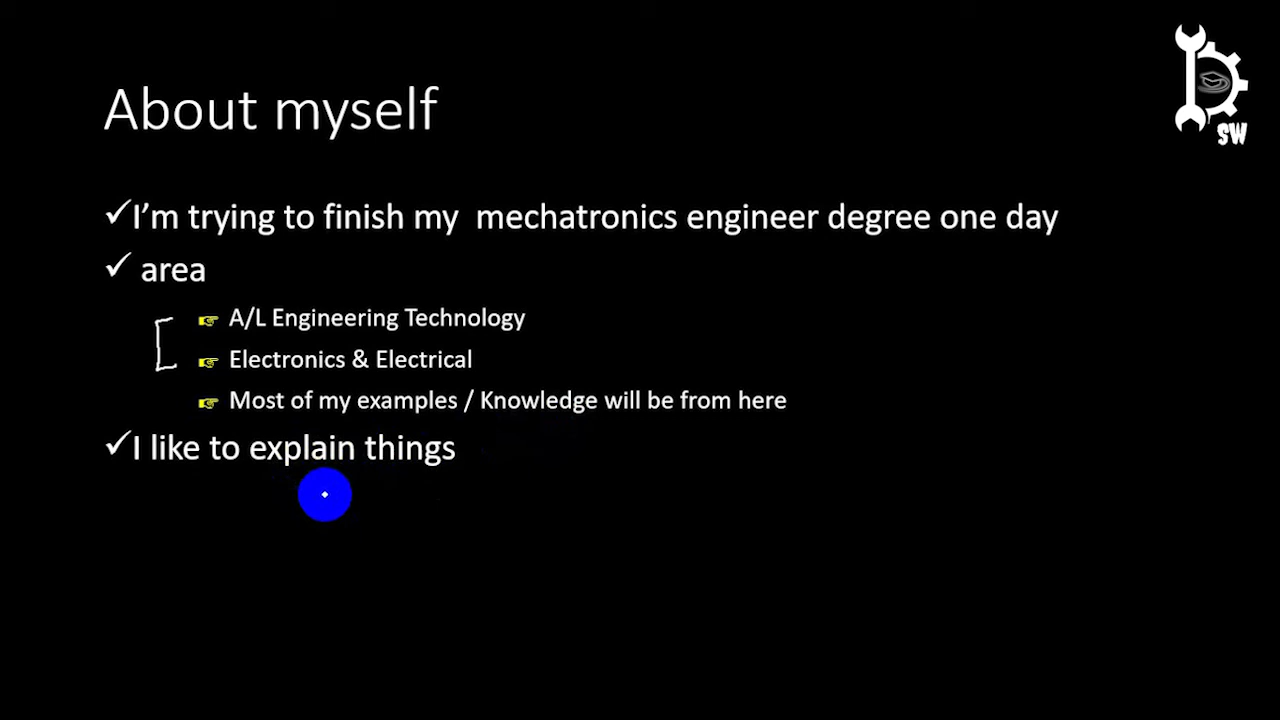 About myself
I'm trying to finish my  mechatronics engineer degree one day
area
A/L Engineering Technology
Electronics & Electrical
Most of my examples / Knowledge will be from here
I like to explain things
SW